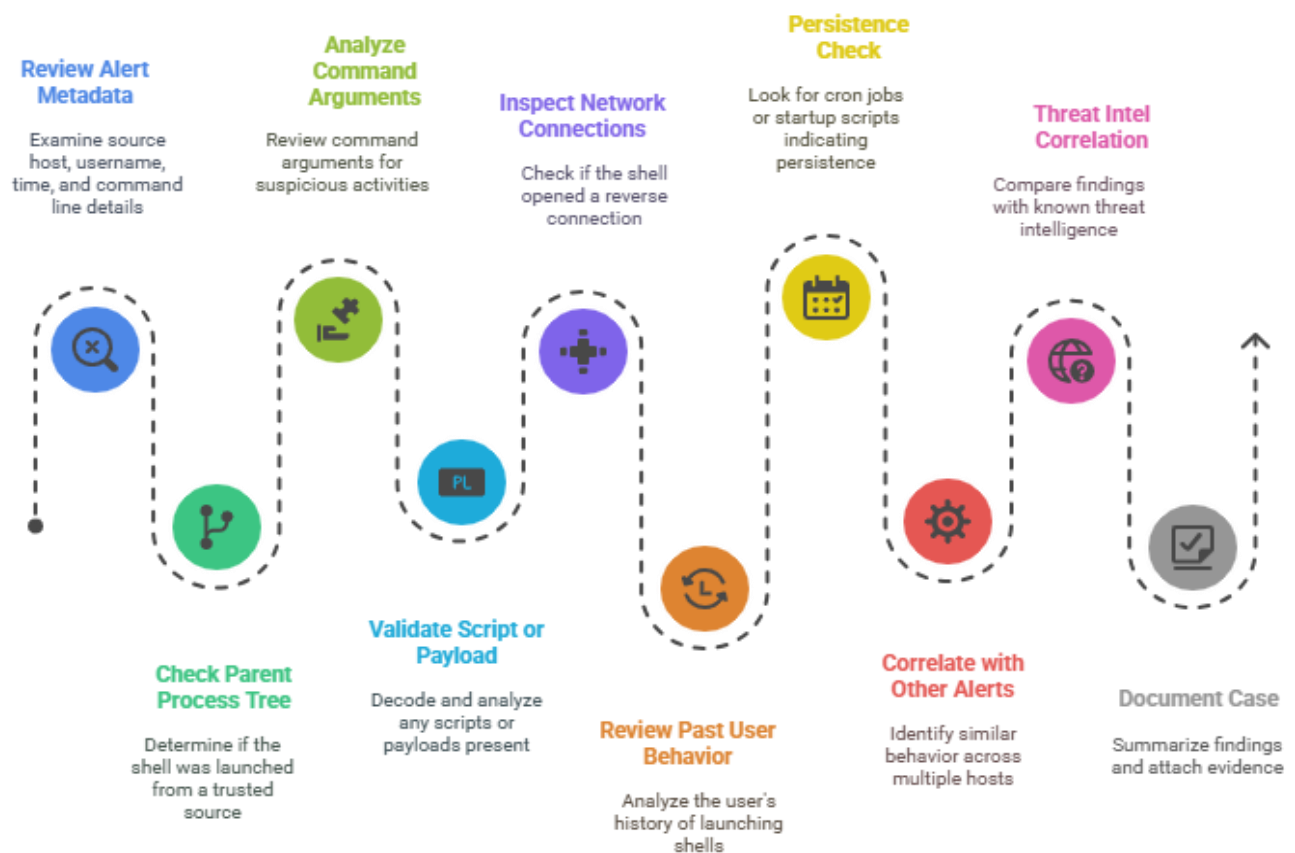 Review Alert
Metadata
Examine source
host, username,
time, and command
line details
Check Parent
Process Tree
Determine if the
shell was launched
from a trusted
source
Analyze
Command
Arguments
Review command
arguments for
suspicious activities
PL
Validate Script or
Payload
Decode and analyze
any scripts or
payloads present
Inspect Network
Connections
Check if the shell
opened a reverse
connection
Review Past User
Behavior
Analyze the user's
history of launching
shells
Persistence
Check
Look for cron jobs
or startup scripts
indicating
persistence
Correlate with
Other Alerts
Identify similar
behavior across
multiple hosts
Threat Intel
Correlation
Compare findings
with known threat
intelligence
?
Document Case
Summarize findings
and attach evidence